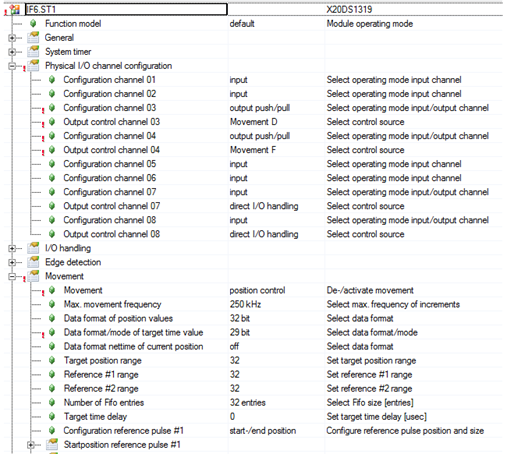 IF6.ST1 X20DS1319
Function model default Module operating mode
General
System timer
Physical I/O channel configuration
Configuration channel 01 input Select operating mode input channel
Configuration channel 02 input Select operating mode input channel
Configuration channel 03 output push/pull Select operating mode input/output channel
Output control channel 03 Movement D Select control source
Configuration channel 04 output push/pull Select operating mode input/output channel
Output control channel 04 Movement F Select control source
Configuration channel 05 input Select operating mode input channel
Configuration channel 06 input Select operating mode input channel
Configuration channel 07 input Select operating mode input/output channel
Output control channel 07 direct I/O handling Select control source
Configuration channel 08 input Select operating mode input/output channel
Output control channel 08 direct I/O handling Select control source
I/O handling
Edge detection
Movement
Movement position control De-/activate movement
Max. movement frequency 250 kHz Select max. frequency of increments
Data format of position values 32 bit Select data format
Data format/mode of target time value 29 bit Select data format/mode
Data format nettime of current position off Select data format
Target position range 32 Set target position range
Reference #1 range 32 Set reference #1 range
Reference #2 range 32 Set reference #2 range
Number of Fifo entries 32 entries Select Fifo size [entries]
Target time delay 0 Set target time delay [usec]
Configuration reference pulse #1 start-/end position Configure reference pulse position and size
Startposition reference pulse #1